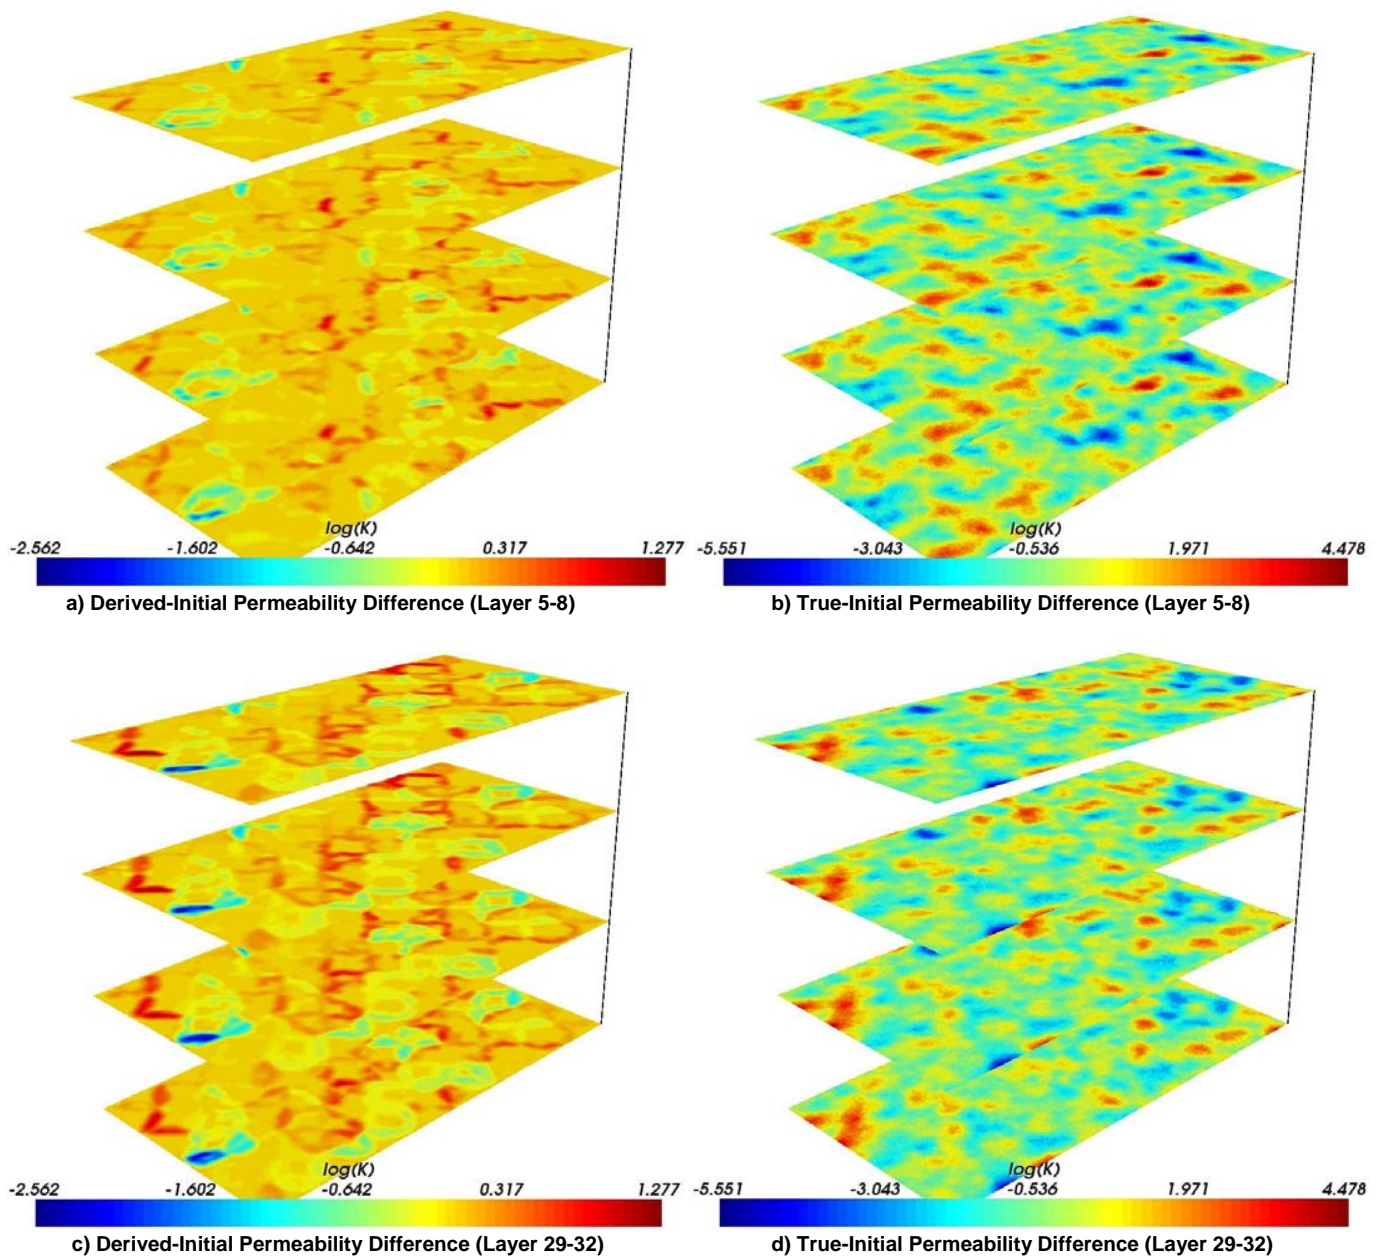 log(K) log(K)
-2.562 -1.602 -0.642 0.317 1.277 -5.551 -3.043 -0.536 1.971 4.478
a) Derived-Initial Permeability Difference (Layer 5-8) b) True-Initial Permeability Difference (Layer 5-8)
log(K) log(K)
-2.562 -1.602 -0.642 0.317 1.277 -5.551 -3.043 -0.536 1.971 4.478
c) Derived-Initial Permeability Difference (Layer 29-32) d) True-Initial Permeability Difference (Layer 29-32)